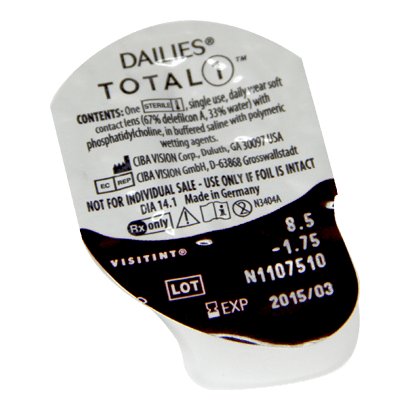 DAILIES®
TOTAL 1™
CONTENTS: One STERILE, single use, daily wear soft
contact lens (67% delefilcon A, 33% water) with
phosphatidylcholine, in buffered saline with polymeric
wetting agents.
CIBA VISION Corp., Duluth, GA 30097 USA
EC REP CIBA VISION GmbH, D-63868 Grosswallstadt
NOT FOR INDIVIDUAL SALE - USE ONLY IF FOIL IS INTACT
DIA 14.1 Made in Germany
Rx only N3404A
VISITINT® 8.5
-1.75
LOT N1107510
EXP 2015/03